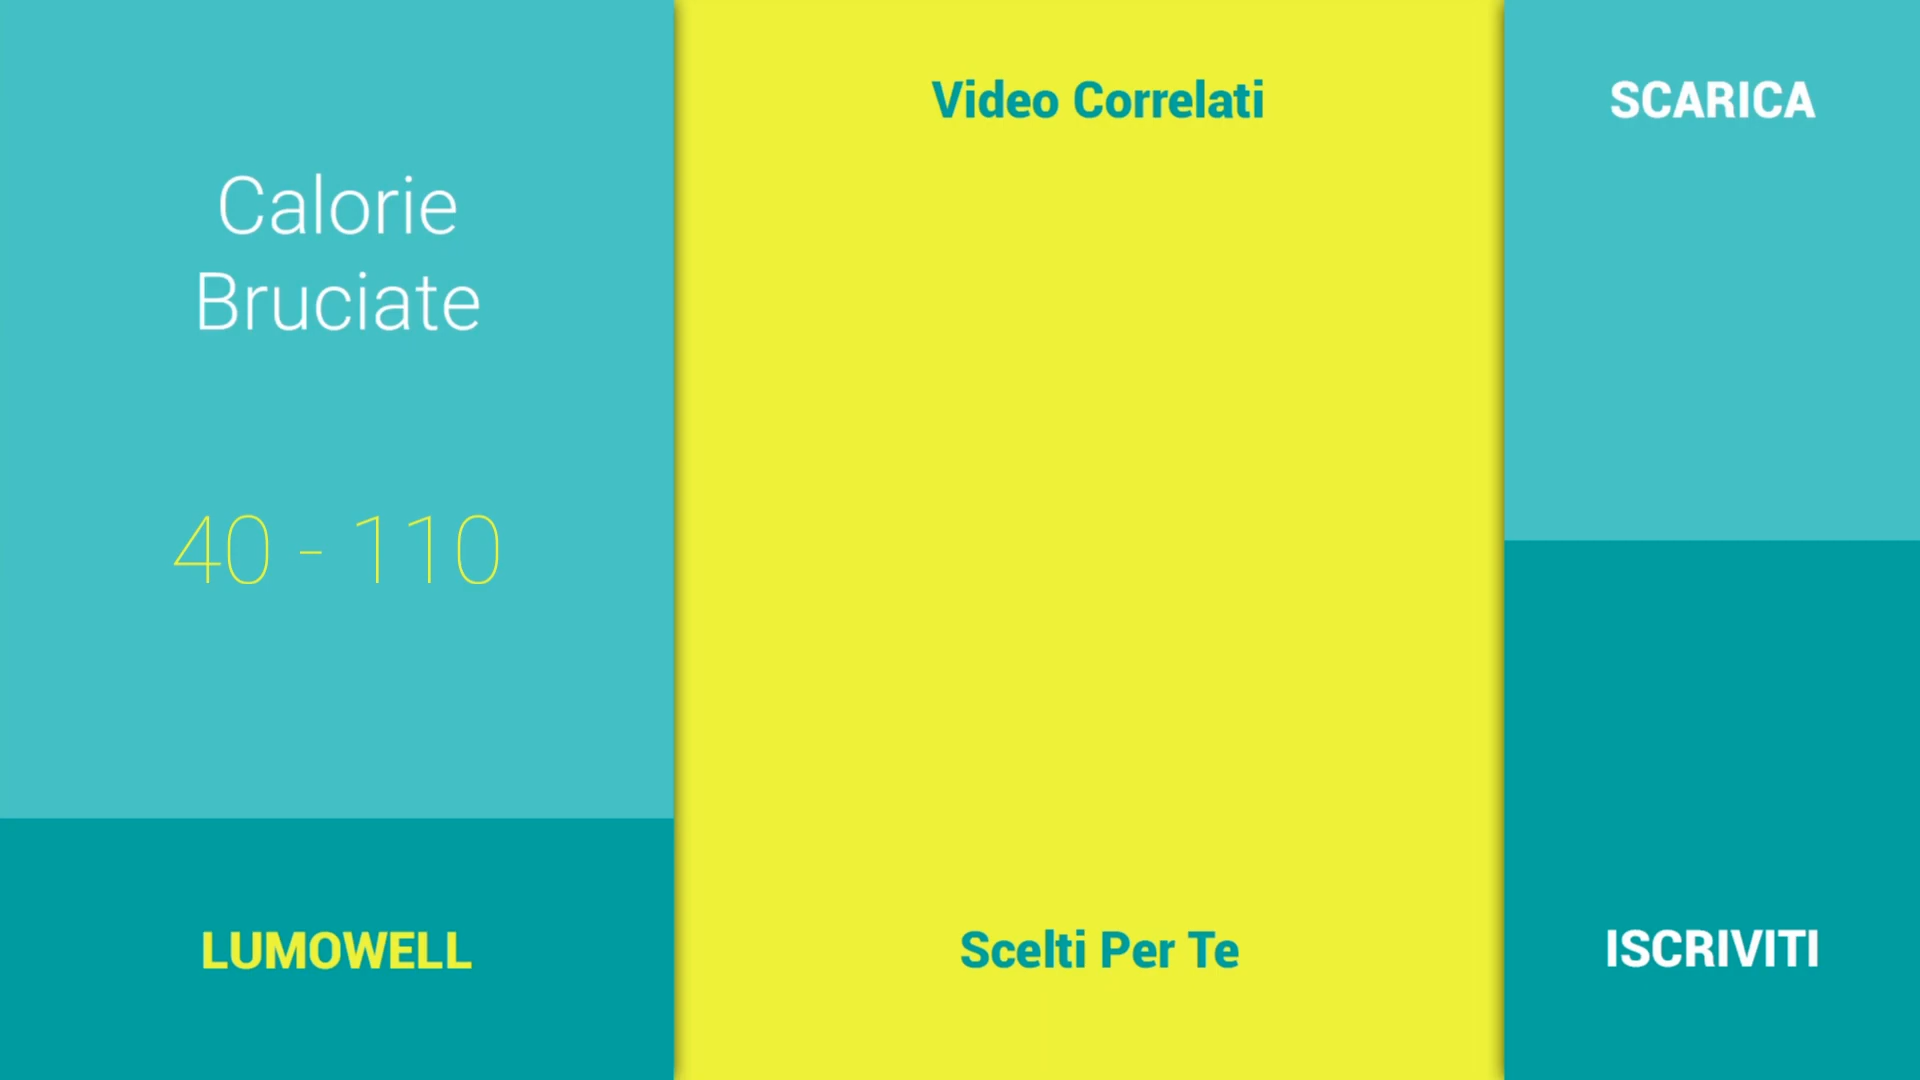 Calorie
Bruciate
40 - 110
LUMOWELL
Video Correlati
Scelti Per Te
SCARICA
ISCRIVITI